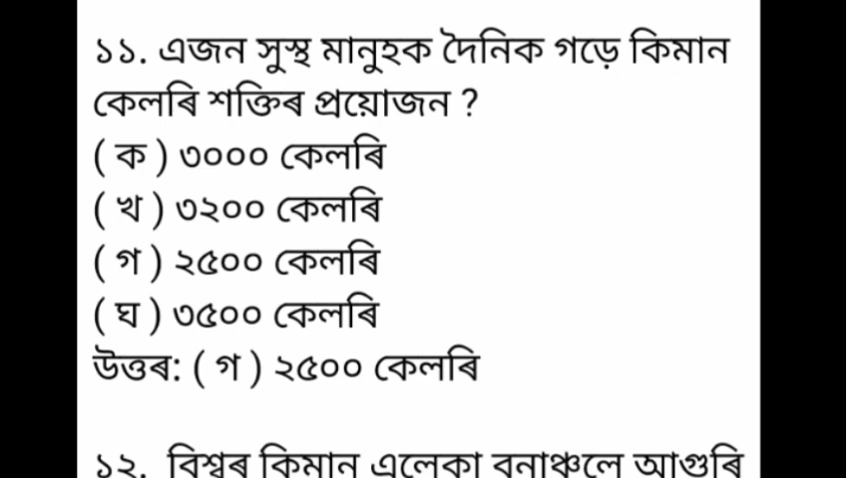 ১১. এজন সুস্থ মানুহক দৈনিক গড়ে কিমান
কেলৰি শক্তিৰ প্ৰয়োজন ?
( ক ) ৩০০০ কেলৰি
( খ ) ৩২০০ কেলৰি
( গ ) ২৫০০ কেলৰি
( ঘ ) ৩৫০০ কেলৰি
উত্তৰ: ( গ ) ২৫০০ কেলৰি
১২. বিশ্বৰ কিমান এলেকা বনাঞ্চলে আগুৰি